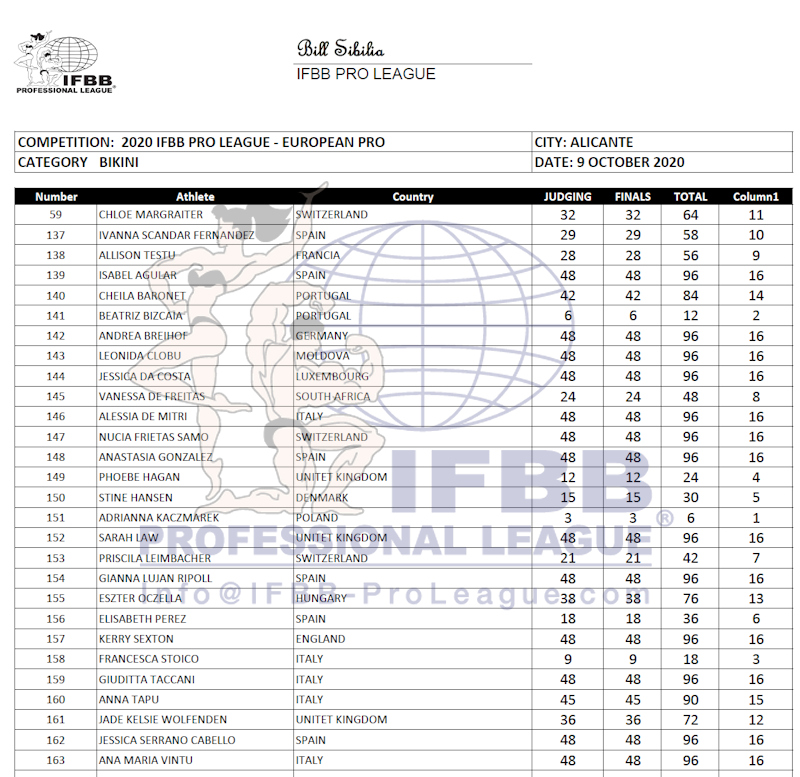 Bill Sibilia
IFBB PRO LEAGUE
IFBB
PROFESSIONAL LEAGUE®
COMPETITION: 2020 IFBB PRO LEAGUE - EUROPEAN PRO CITY: ALICANTE
CATEGORY BIKINI DATE: 9 OCTOBER 2020
Number Athlete Country JUDGING FINALS TOTAL Column1
59 CHLOE MARGRAITER SWITZERLAND 32 32 64 11
137 IVANNA SCANDAR FERNANDEZ SPAIN 29 29 58 10
138 ALLISON TESTU FRANCIA 28 28 56 9
139 ISABEL AGUILAR SPAIN 48 48 96 16
140 CHEILA BARONET PORTUGAL 42 42 84 14
141 BEATRIZ BIZCAIA PORTUGAL 6 6 12 2
142 ANDREA BREIHOF GERMANY 48 48 96 16
143 LEONIDA CLOBU MOLDOVA 48 48 96 16
144 JESSICA DA COSTA LUXEMBOURG 48 48 96 16
145 VANESSA DE FREITAS SOUTH AFRICA 24 24 48 8
146 ALESSIA DE MITRI ITALY 48 48 96 16
147 NUCIA FRIETAS SAMO SWITZERLAND 48 48 96 16
148 ANASTASIA GONZALEZ SPAIN 48 48 96 16
149 PHOEBE HAGAN UNITET KINGDOM 12 12 24 4
150 STINE HANSEN DENMARK 15 15 30 5
151 ADRIANNA KACZMAREK POLAND 3 3 6 1
152 SARAH LAW UNITET KINGDOM 48 48 96 16
153 PRISCILA LEIMBACHER SWITZERLAND 21 21 42 7
154 GIANNA LUJAN RIPOLL SPAIN 48 48 96 16
155 ESZTER OCZELLA HUNGARY 38 38 76 13
156 ELISABETH PEREZ SPAIN 18 18 36 6
157 KERRY SEXTON ENGLAND 48 48 96 16
158 FRANCESCA STOICO ITALY 9 9 18 3
159 GIUDITTA TACCANI ITALY 48 48 96 16
160 ANNA TAPU ITALY 45 45 90 15
161 JADE KELSIE WOLFENDEN UNITET KINGDOM 36 36 72 12
162 JESSICA SERRANO CABELLO SPAIN 48 48 96 16
163 ANA MARIA VINTU ITALY 48 48 96 16
IFBB
PROFESSIONAL LEAGUE®
Info@IFBB-ProLeague.com